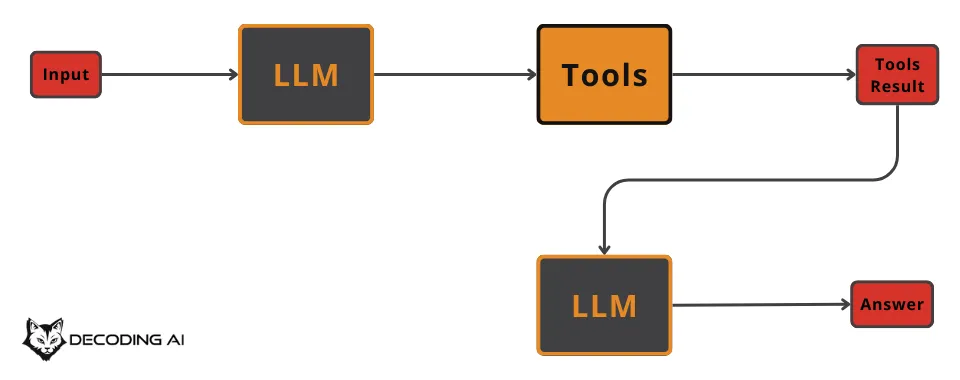 Input
LLM
Tools
Tools
Result
LLM
Answer
DECODING AI